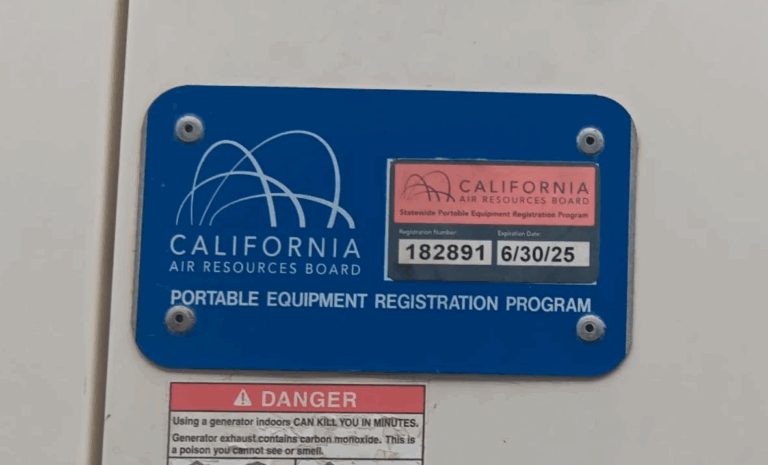 CALIFORNIA
AIR RESOURCES BOARD
PORTABLE EQUIPMENT REGISTRATION PROGRAM
CALIFORNIA
AIR RESOURCES BOARD
Statewide Portable Equipment Registration Program
Registration Number: Expiration Date:
182891 6/30/25
DANGER
Using a generator indoors CAN KILL YOU IN MINUTES.
Generator exhaust contains carbon monoxide. This is
a poison you cannot see or smell.